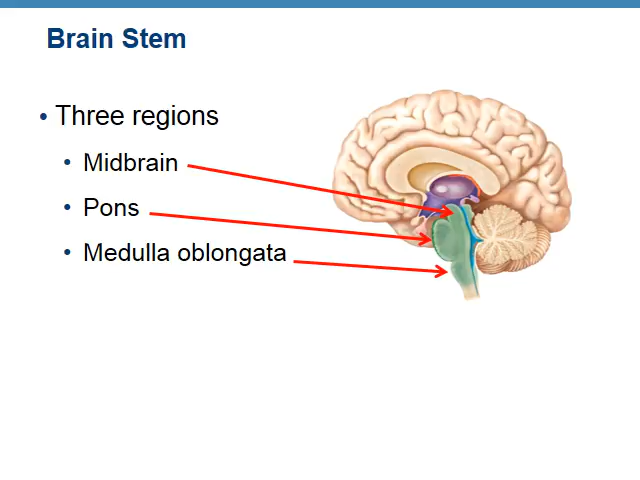 Brain Stem
• Three regions
• Midbrain
• Pons
• Medulla oblongata